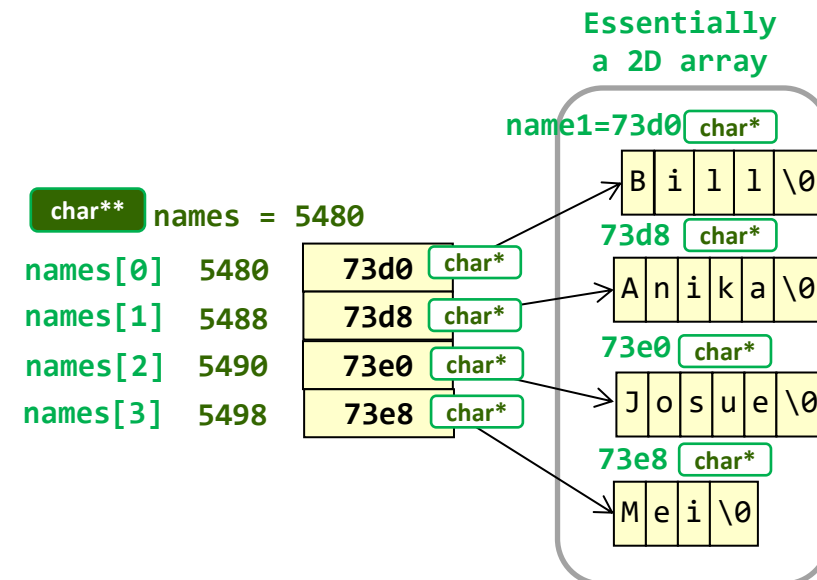 Essentially
a 2D array
name1=73d0 char*
B i l l \0
char** names = 5480
73d8 char*
names[0] 5480 73d0 char*
A n i k a \0
names[1] 5488 73d8 char*
73e0 char*
names[2] 5490 73e0 char*
J o s u e \0
names[3] 5498 73e8 char*
73e8 char*
M e i \0